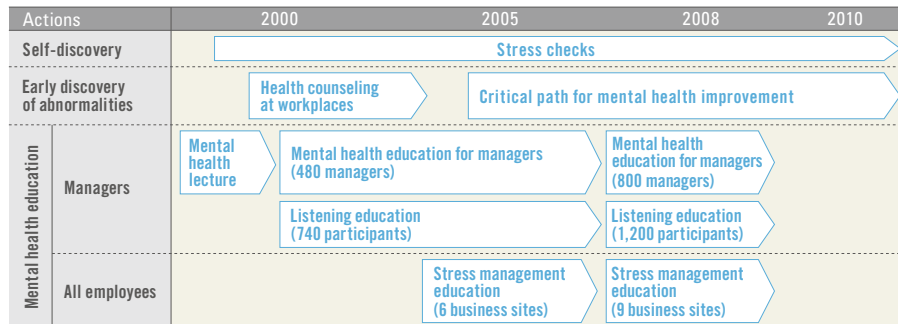 Actions 2000 2005 2008 2010
Self-discovery
Stress checks
Early discovery
of abnormalities
Health counseling
at workplaces
Critical path for mental health improvement
Mental health education
Managers
Mental
health
lecture
Mental health education for managers
(480 managers)
Mental health
education for managers
(800 managers)
Listening education
(740 participants)
Listening education
(1,200 participants)
All employees
Stress management
education
(6 business sites)
Stress management
education
(9 business sites)